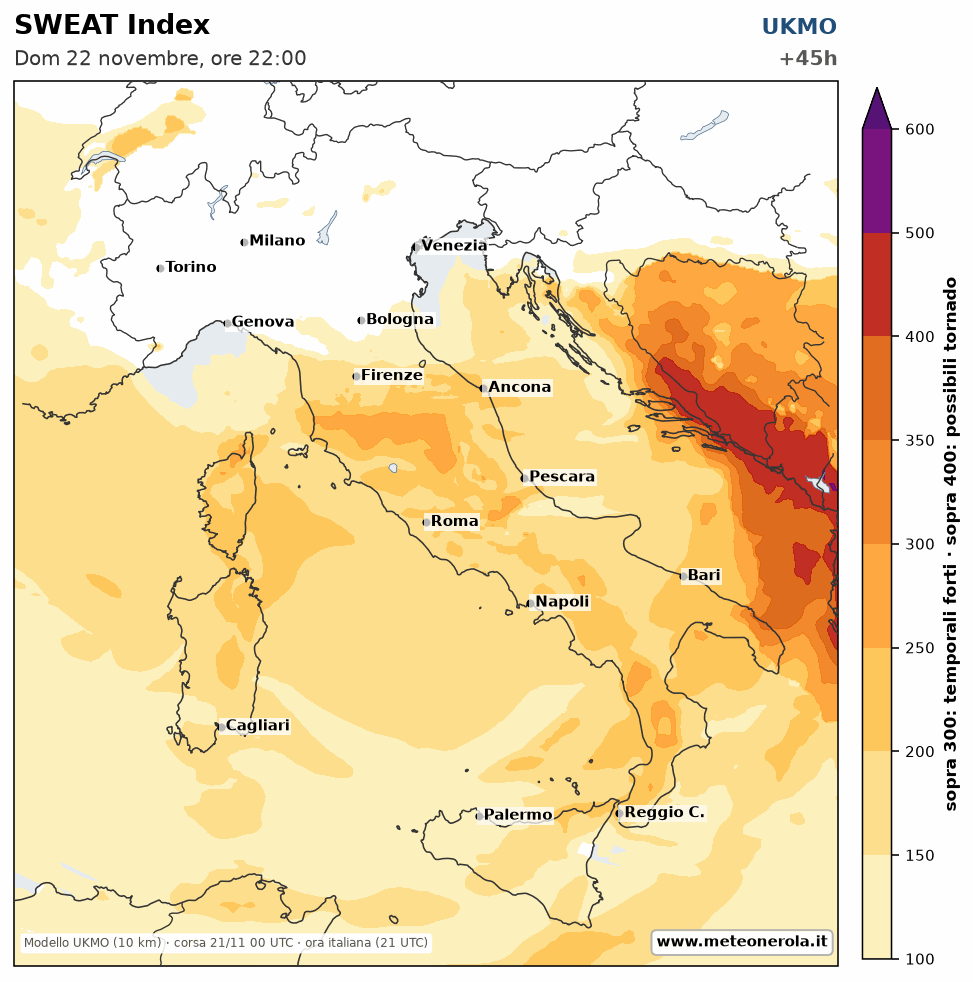 SWEAT Index
UKMO
Dom 22 novembre, ore 22:00
+45h
600
500
400
350
300
250
200
150
100
sopra 300: temporali forti · sopra 400: possibili tornado
Milano
Venezia
Torino
Genova
Bologna
Firenze
Ancona
Pescara
Roma
Bari
Napoli
Cagliari
Palermo
Reggio C.
Modello UKMO (10 km) · corsa 21/11 00 UTC · ora italiana (21 UTC)
www.meteonerola.it